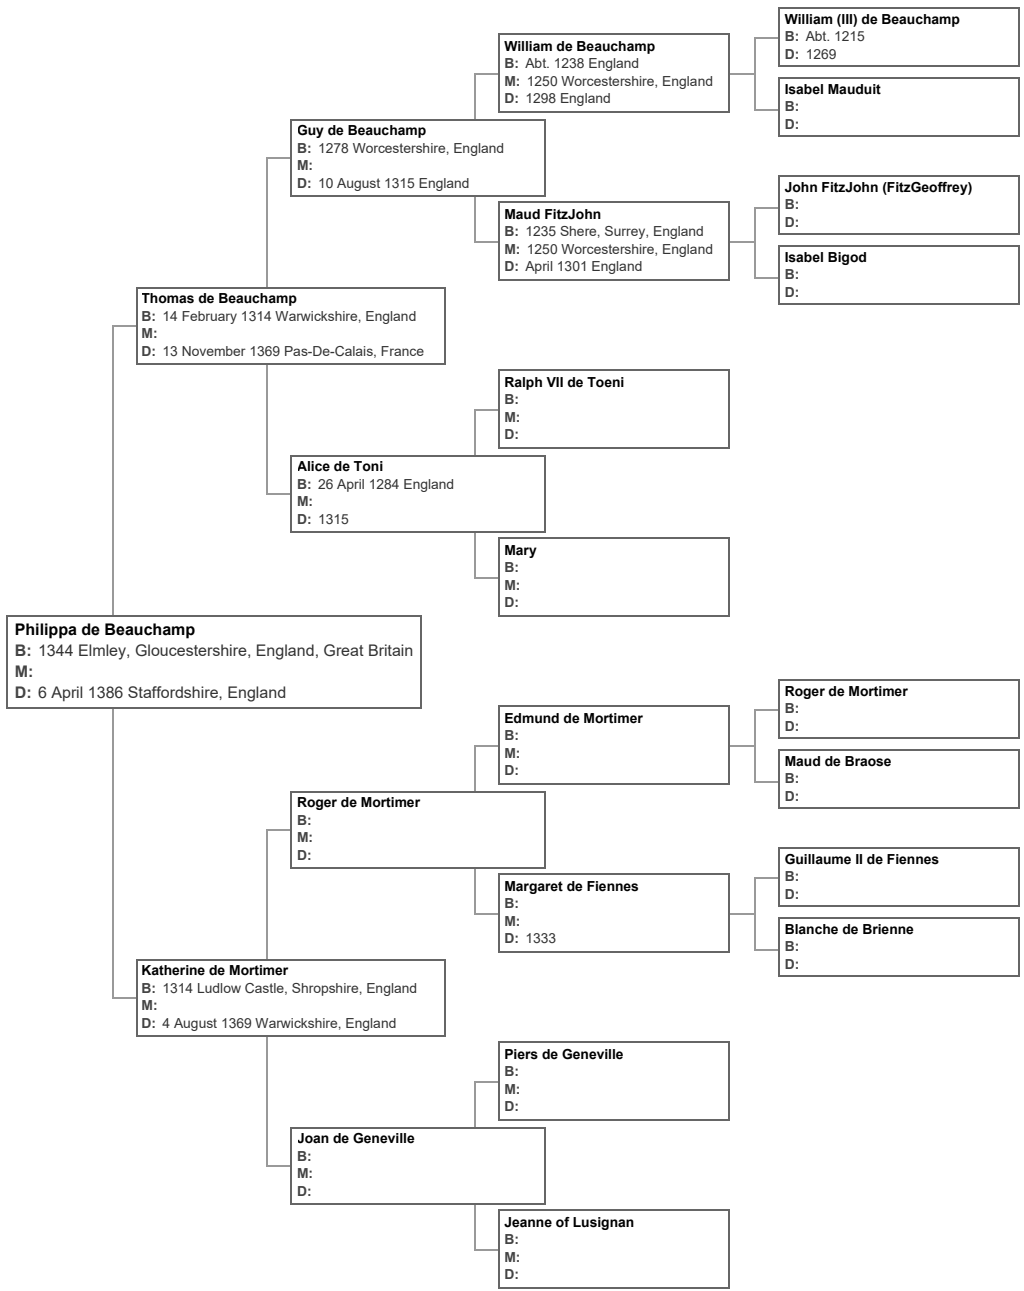 William (III) de Beauchamp
B: Abt. 1215
D: 1269
William de Beauchamp
B: Abt. 1238 England
M: 1250 Worcestershire, England
D: 1298 England
Isabel Mauduit
B:
D:
Guy de Beauchamp
B: 1278 Worcestershire, England
M:
D: 10 August 1315 England
John FitzJohn (FitzGeoffrey)
B:
D:
Maud FitzJohn
B: 1235 Shere, Surrey, England
M: 1250 Worcestershire, England
D: April 1301 England
Isabel Bigod
B:
D:
Thomas de Beauchamp
B: 14 February 1314 Warwickshire, England
M:
D: 13 November 1369 Pas-De-Calais, France
Ralph VII de Toeni
B:
M:
D:
Alice de Toni
B: 26 April 1284 England
M:
D: 1315
Mary
B:
M:
D:
Philippa de Beauchamp
B: 1344 Elmley, Gloucestershire, England, Great Britain
M:
D: 6 April 1386 Staffordshire, England
Roger de Mortimer
B:
D:
Edmund de Mortimer
B:
M:
D:
Maud de Braose
B:
D:
Roger de Mortimer
B:
M:
D:
Guillaume II de Fiennes
B:
D:
Margaret de Fiennes
B:
M:
D: 1333
Blanche de Brienne
B:
D:
Katherine de Mortimer
B: 1314 Ludlow Castle, Shropshire, England
M:
D: 4 August 1369 Warwickshire, England
Piers de Geneville
B:
M:
D:
Joan de Geneville
B:
M:
D:
Jeanne of Lusignan
B:
M:
D: